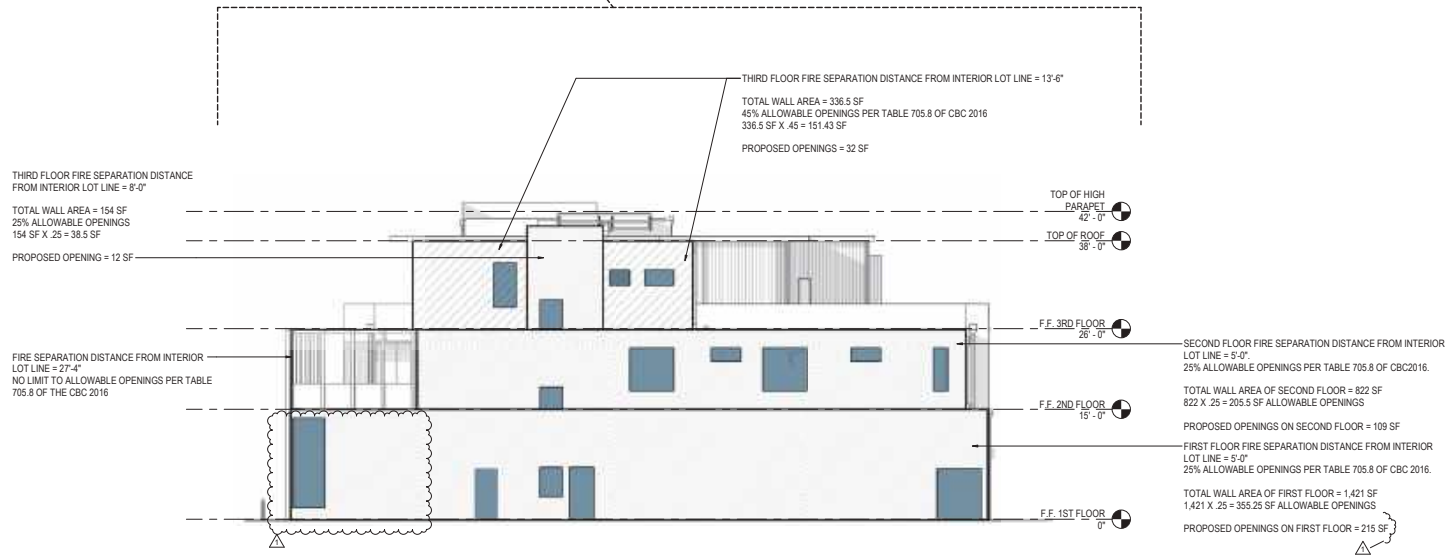 THIRD FLOOR FIRE SEPARATION DISTANCE FROM INTERIOR LOT LINE = 13'-6"
TOTAL WALL AREA = 336.5 SF
45% ALLOWABLE OPENINGS PER TABLE 705.8 OF CBC 2016
336.5 SF X .45 = 151.43 SF
PROPOSED OPENINGS = 32 SF
THIRD FLOOR FIRE SEPARATION DISTANCE
FROM INTERIOR LOT LINE = 8'-0"
TOTAL WALL AREA = 154 SF
25% ALLOWABLE OPENINGS
154 SF X .25 = 38.5 SF
PROPOSED OPENING = 12 SF
TOP OF HIGH
PARAPET
42' - 0"
TOP OF ROOF
38' - 0"
F.F. 3RD FLOOR
26' - 0"
FIRE SEPARATION DISTANCE FROM INTERIOR
LOT LINE = 27'-4"
NO LIMIT TO ALLOWABLE OPENINGS PER TABLE
705.8 OF THE CBC 2016
SECOND FLOOR FIRE SEPARATION DISTANCE FROM INTERIOR
LOT LINE = 5'-0".
25% ALLOWABLE OPENINGS PER TABLE 705.8 OF CBC2016.
TOTAL WALL AREA OF SECOND FLOOR = 822 SF
822 X .25 = 205.5 SF ALLOWABLE OPENINGS
PROPOSED OPENINGS ON SECOND FLOOR = 109 SF
F.F. 2ND FLOOR
15' - 0"
FIRST FLOOR FIRE SEPARATION DISTANCE FROM INTERIOR
LOT LINE = 5'-0"
25% ALLOWABLE OPENINGS PER TABLE 705.8 OF CBC 2016.
TOTAL WALL AREA OF FIRST FLOOR = 1,421 SF
1,421 X .25 = 355.25 SF ALLOWABLE OPENINGS
PROPOSED OPENINGS ON FIRST FLOOR = 215 SF
F.F. 1ST FLOOR
0"
1
1